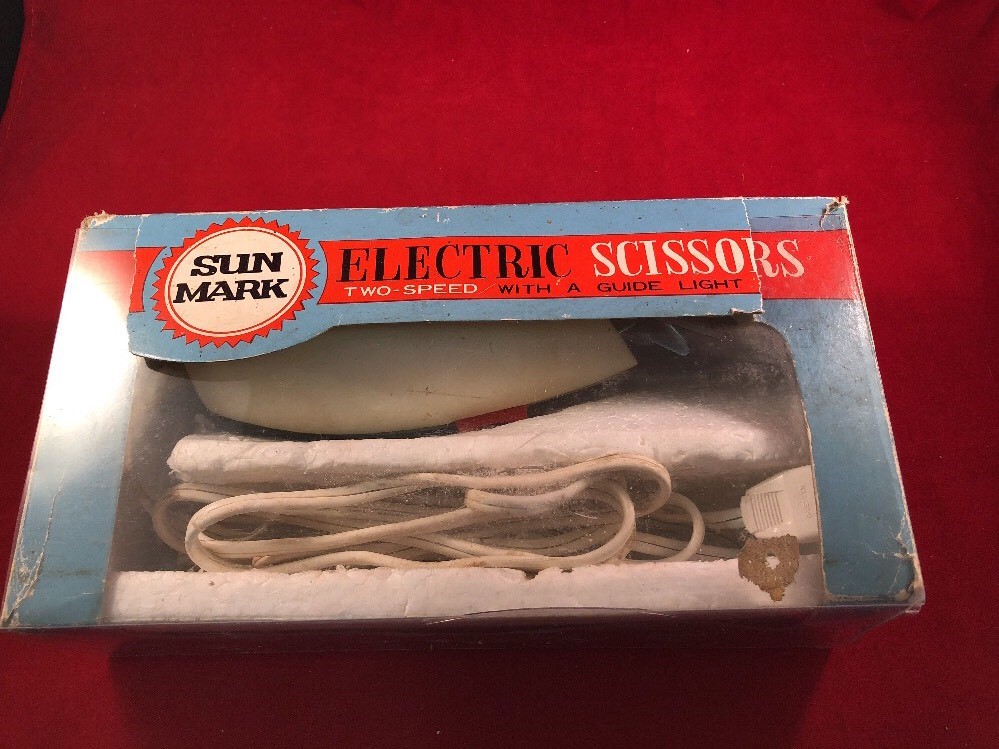 SUN
MARK
ELECTRIC SCISSORS
TWO-SPEED WITH A GUIDE LIGHT